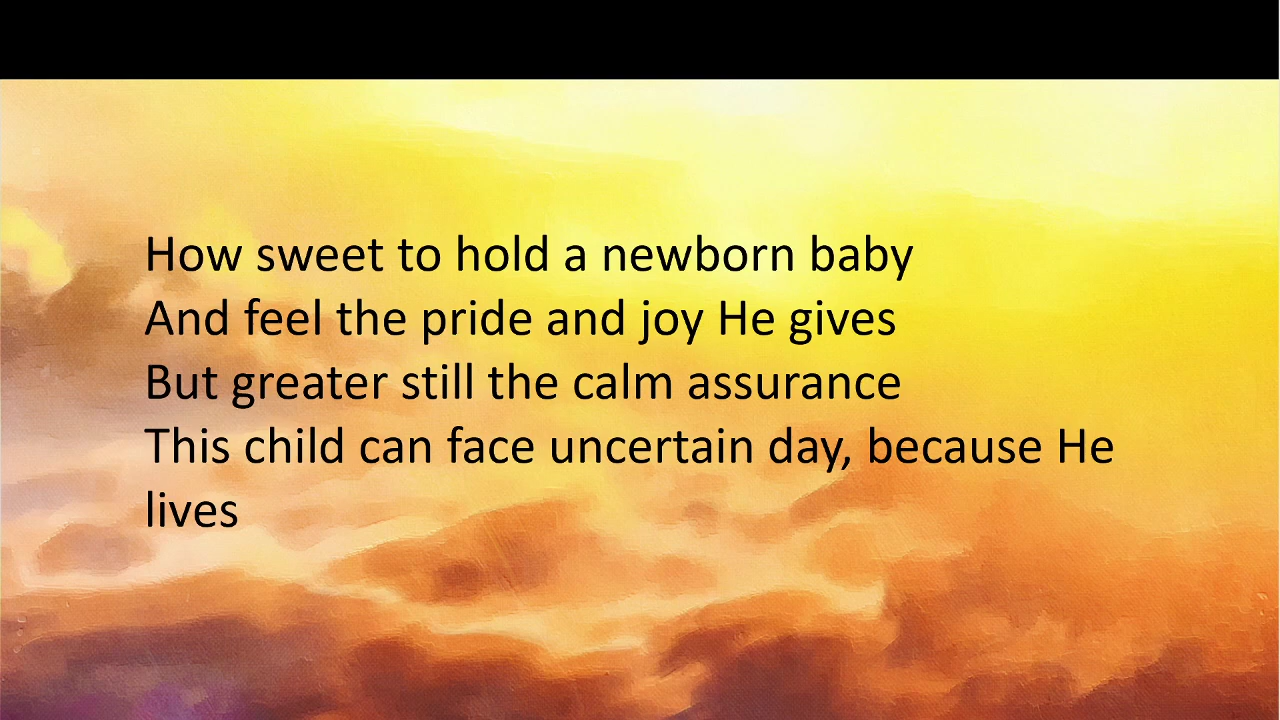 How sweet to hold a newborn baby
And feel the pride and joy He gives
But greater still the calm assurance
This child can face uncertain day, because He
lives